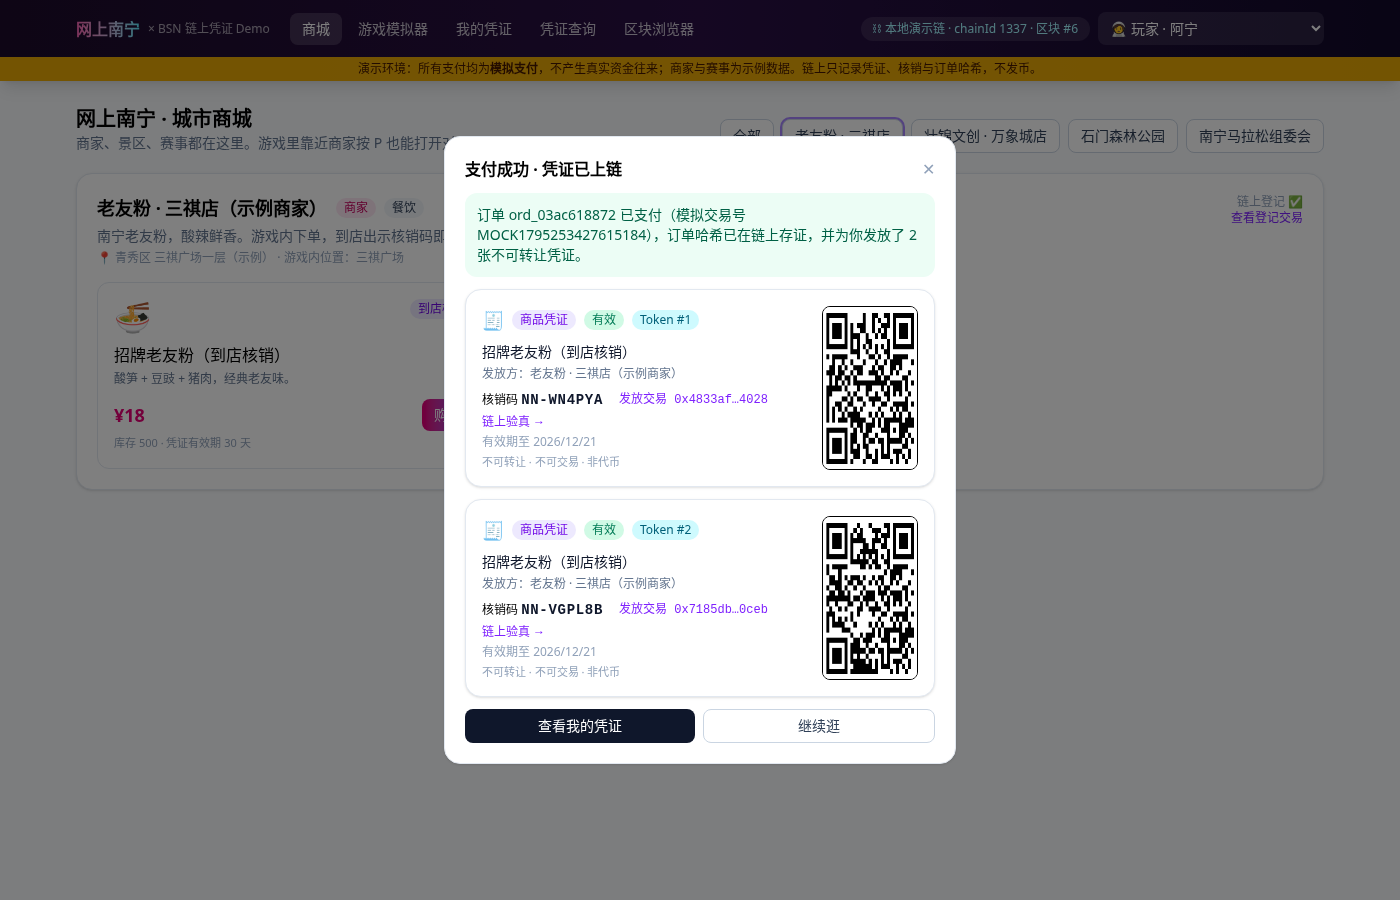 网上南宁 × BSN 链上凭证 Demo 商城 游戏模拟器 我的凭证 凭证查询 区块浏览器 ⛓ 本地演示链 · chainId 1337 · 区块 #6 玩家 · 阿宁
演示环境：所有支付均为模拟支付，不产生真实资金往来；商家与赛事为示例数据。链上只记录凭证、核销与订单哈希，不发币。
网上南宁 · 城市商城
商家、景区、赛事都在这里。游戏里靠近商家按 P 也能打开
全部 老友粉 · 三祺店 壮锦文创 · 万象城店 石门森林公园 南宁马拉松组委会
老友粉 · 三祺店（示例商家） 商家 餐饮
链上登记 ✅
查看登记交易
南宁老友粉，酸辣鲜香。游戏内下单，到店出示核销码即
📍 青秀区 三祺广场一层（示例） · 游戏内位置：三祺广场
到店
招牌老友粉（到店核销）
酸笋 + 豆豉 + 猪肉，经典老友味。
¥18
购
库存 500 · 凭证有效期 30 天
支付成功 · 凭证已上链 ×
订单 ord_03ac618872 已支付（模拟交易号
MOCK1795253427615184），订单哈希已在链上存证，并为你发放了 2
张不可转让凭证。
商品凭证 有效 Token #1
招牌老友粉（到店核销）
发放方：老友粉 · 三祺店（示例商家）
核销码 NN-WN4PYA 发放交易 0x4833af…4028
链上验真 →
有效期至 2026/12/21
不可转让 · 不可交易 · 非代币
商品凭证 有效 Token #2
招牌老友粉（到店核销）
发放方：老友粉 · 三祺店（示例商家）
核销码 NN-VGPL8B 发放交易 0x7185db…0ceb
链上验真 →
有效期至 2026/12/21
不可转让 · 不可交易 · 非代币
查看我的凭证 继续逛